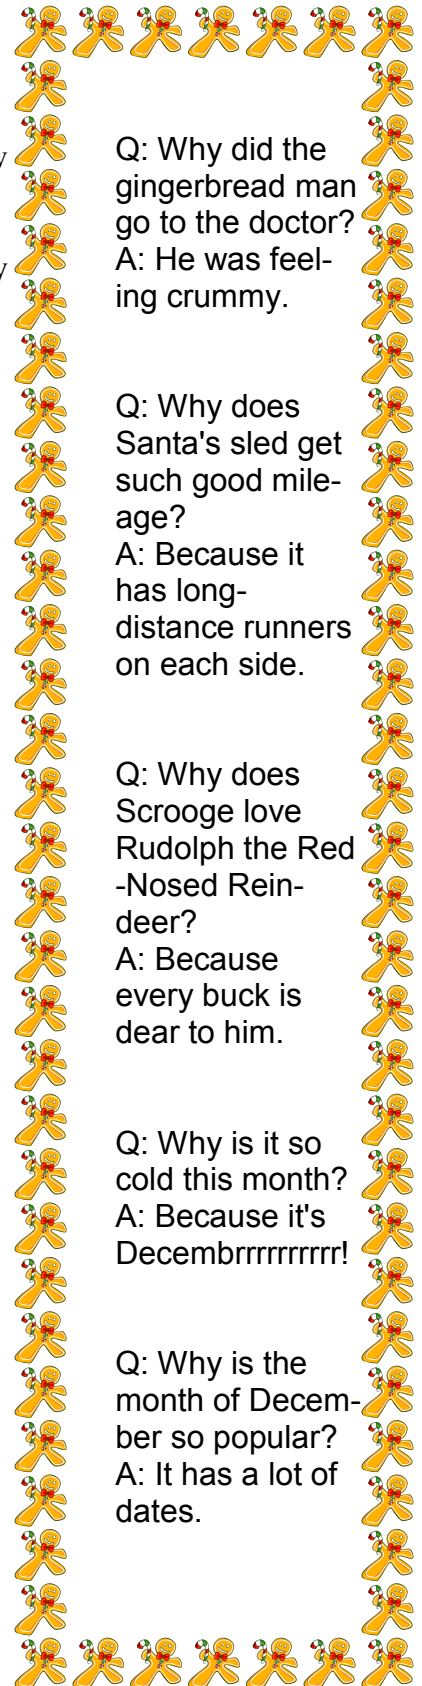 y
y
Q: Why did the
gingerbread man
go to the doctor?
A: He was feel-
ing crummy.
Q: Why does
Santa's sled get
such good mile-
age?
A: Because it
has long-
distance runners
on each side.
Q: Why does
Scrooge love
Rudolph the Red
-Nosed Rein-
deer?
A: Because
every buck is
dear to him.
Q: Why is it so
cold this month?
A: Because it's
Decembrrrrrrrrrr!
Q: Why is the
month of Decem-
ber so popular?
A: It has a lot of
dates.